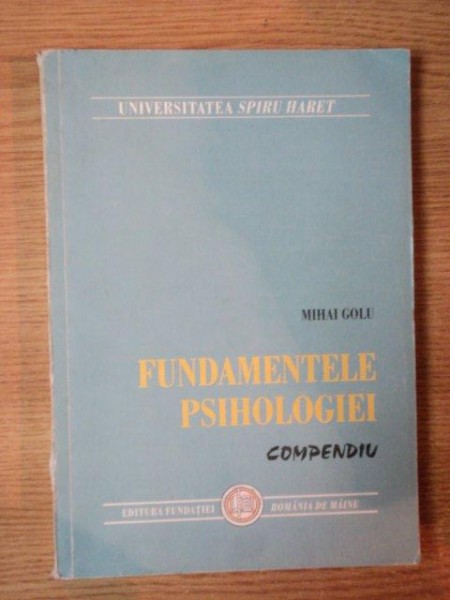 UNIVERSITATEA SPIRU HARET
MIHAI GOLU
FUNDAMENTELE
PSIHOLOGIEI
COMPENDIU
EDITURA FUNDAȚIEI ROMÂNIA DE MÂINE